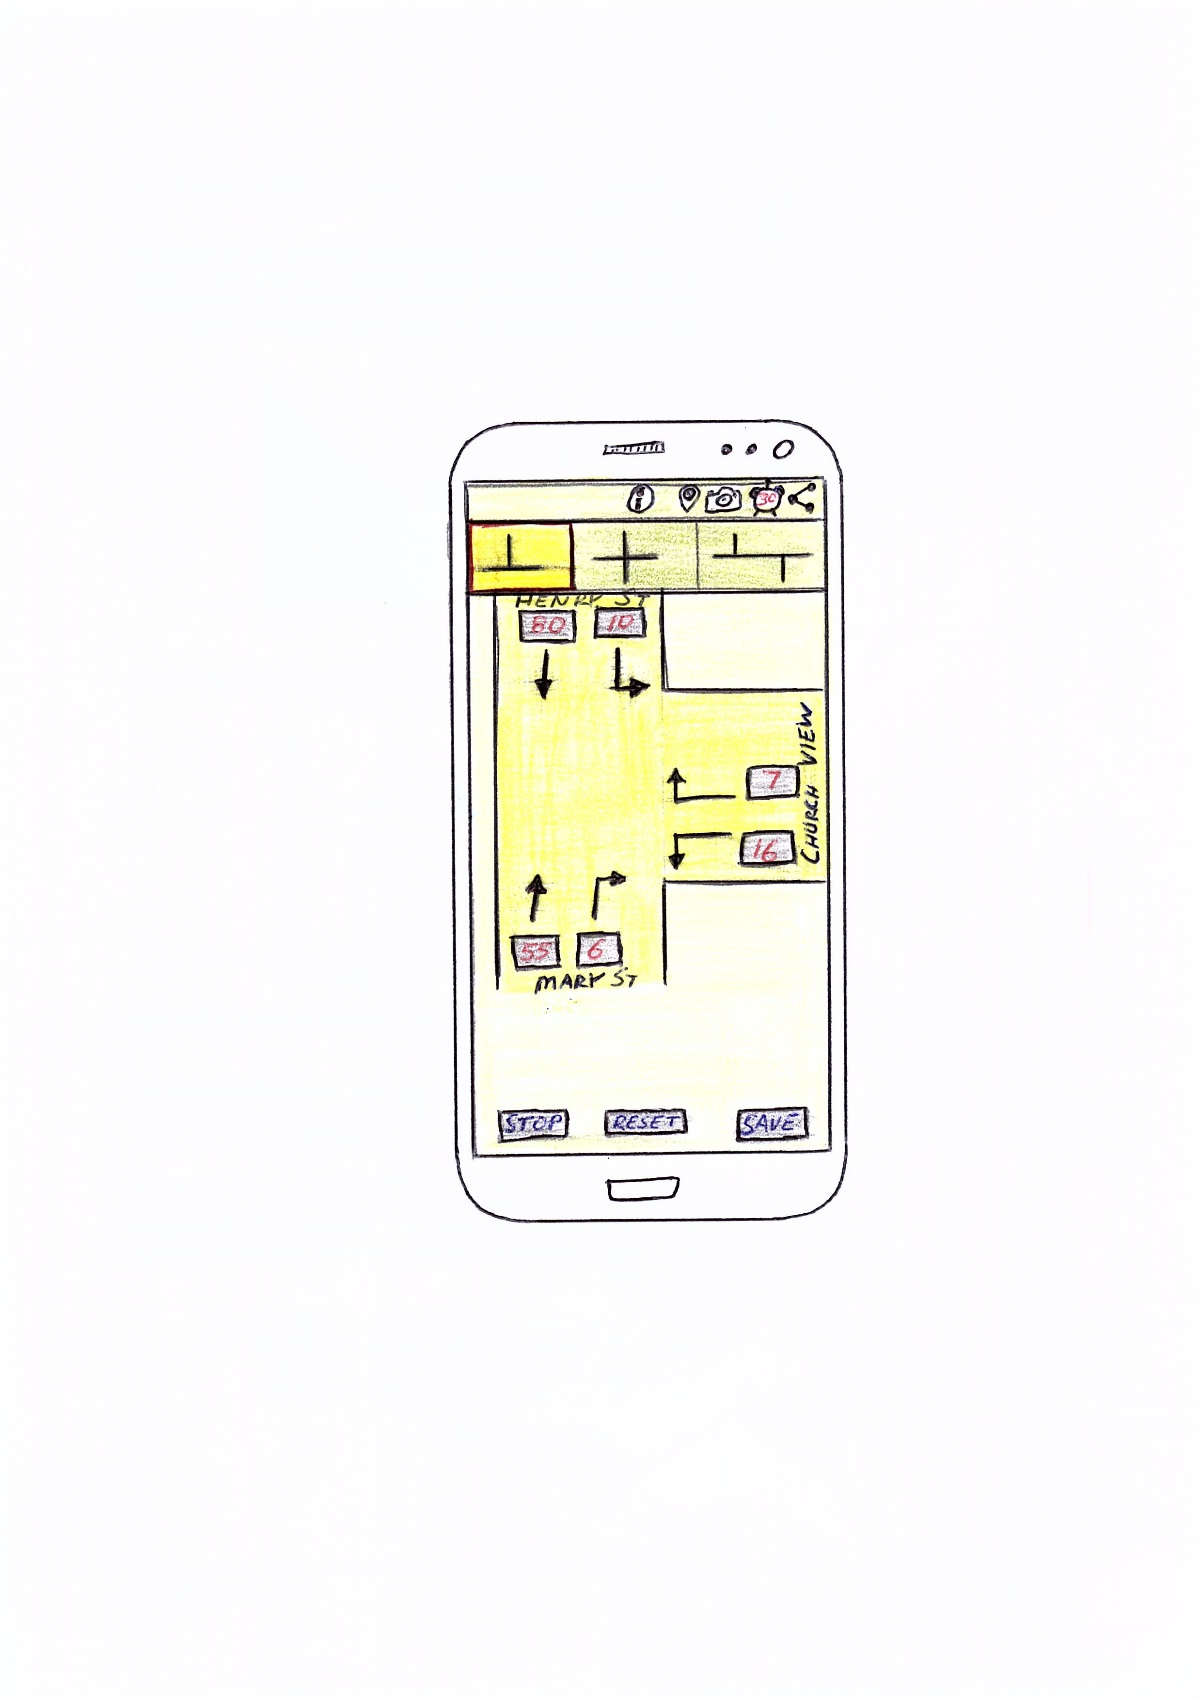 i
30
HENRY ST
80 10
7
16
CHURCH VIEW
55 6
MARY ST
STOP RESET SAVE